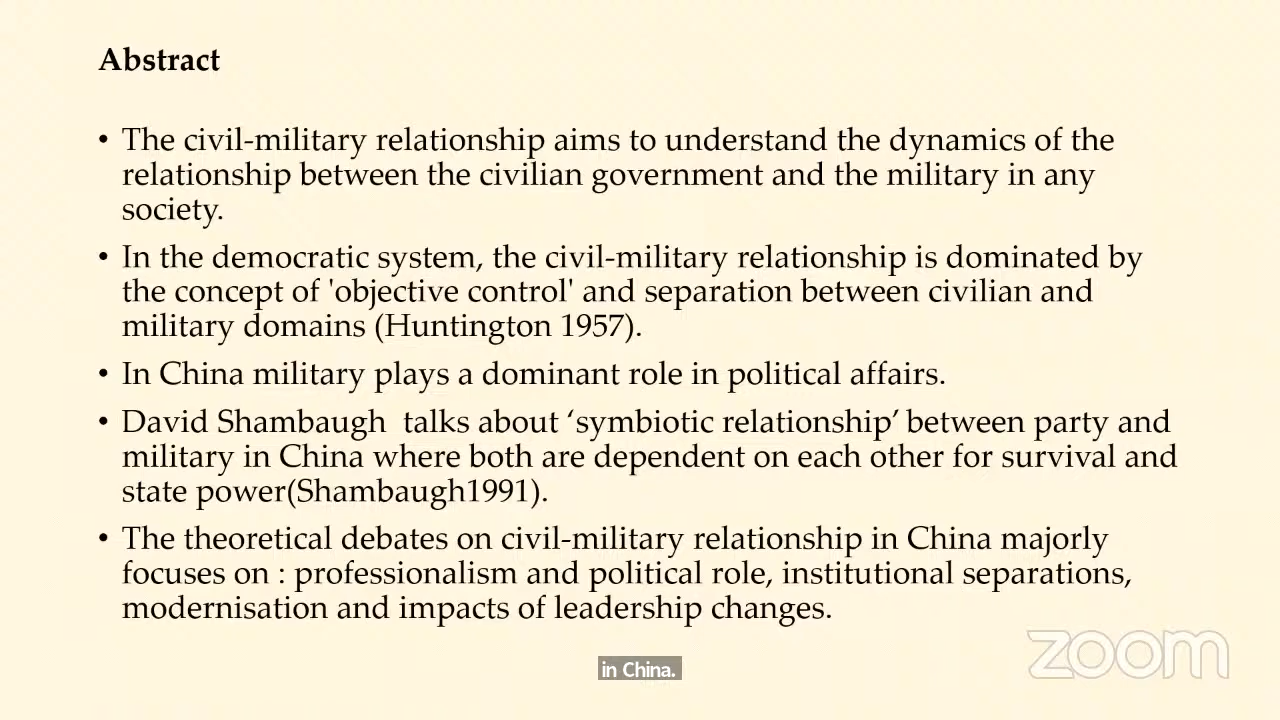 Abstract
• The civil-military relationship aims to understand the dynamics of the
relationship between the civilian government and the military in any
society.
• In the democratic system, the civil-military relationship is dominated by
the concept of 'objective control' and separation between civilian and
military domains (Huntington 1957).
• In China military plays a dominant role in political affairs.
• David Shambaugh  talks about ‘symbiotic relationship’ between party and
military in China where both are dependent on each other for survival and
state power(Shambaugh1991).
• The theoretical debates on civil-military relationship in China majorly
focuses on : professionalism and political role, institutional separations,
modernisation and impacts of leadership changes.
zoom
in China.